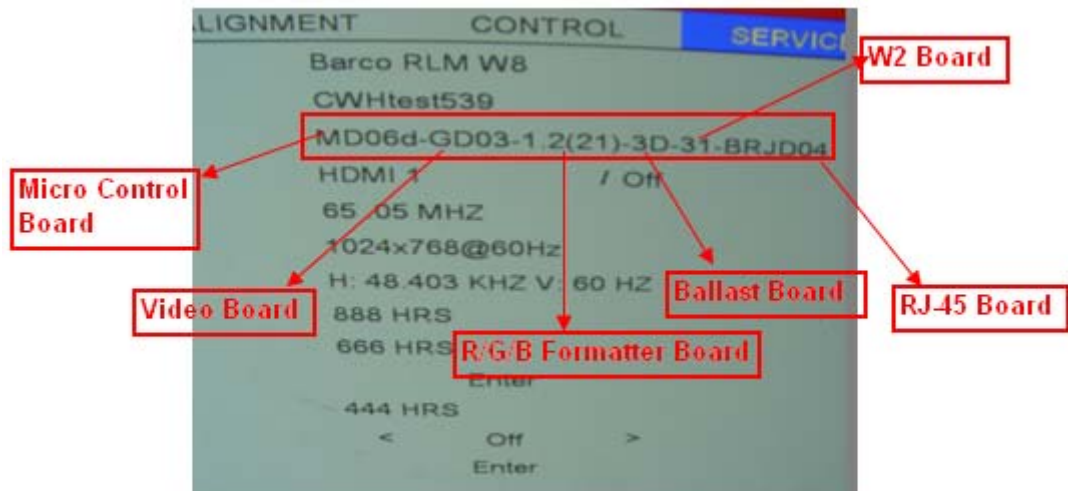 LIGNMENT CONTROL SERVICE
W2 Board
Barco RLM W8
CWHtest539
MD06d-GD03-1.2(21)-3D-31-BRJD04
HDMI 1 / Off
Micro Control
Board
65 .05 MHZ
1024x768@60Hz
H: 48.403 KHZ V: 60 HZ
Ballast Board
RJ-45 Board
Video Board
888 HRS
666 HRS
R/G/B Formatter Board
Enter
444 HRS
< Off >
Enter